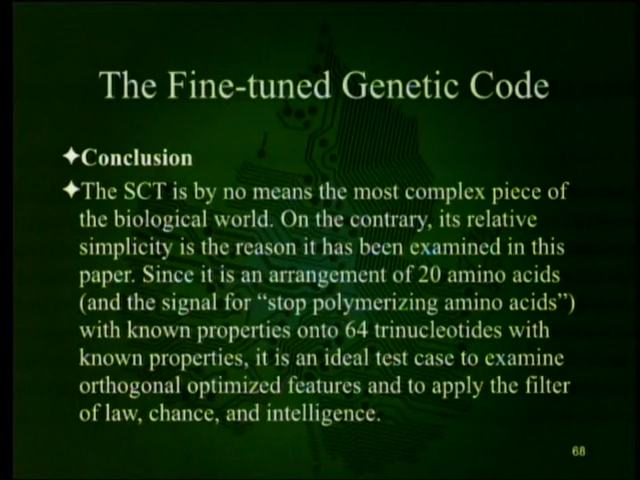 The Fine-tuned Genetic Code
✦Conclusion
✦The SCT is by no means the most complex piece of
the biological world. On the contrary, its relative
simplicity is the reason it has been examined in this
paper. Since it is an arrangement of 20 amino acids
(and the signal for “stop polymerizing amino acids”)
with known properties onto 64 trinucleotides with
known properties, it is an ideal test case to examine
orthogonal optimized features and to apply the filter
of law, chance, and intelligence.
68